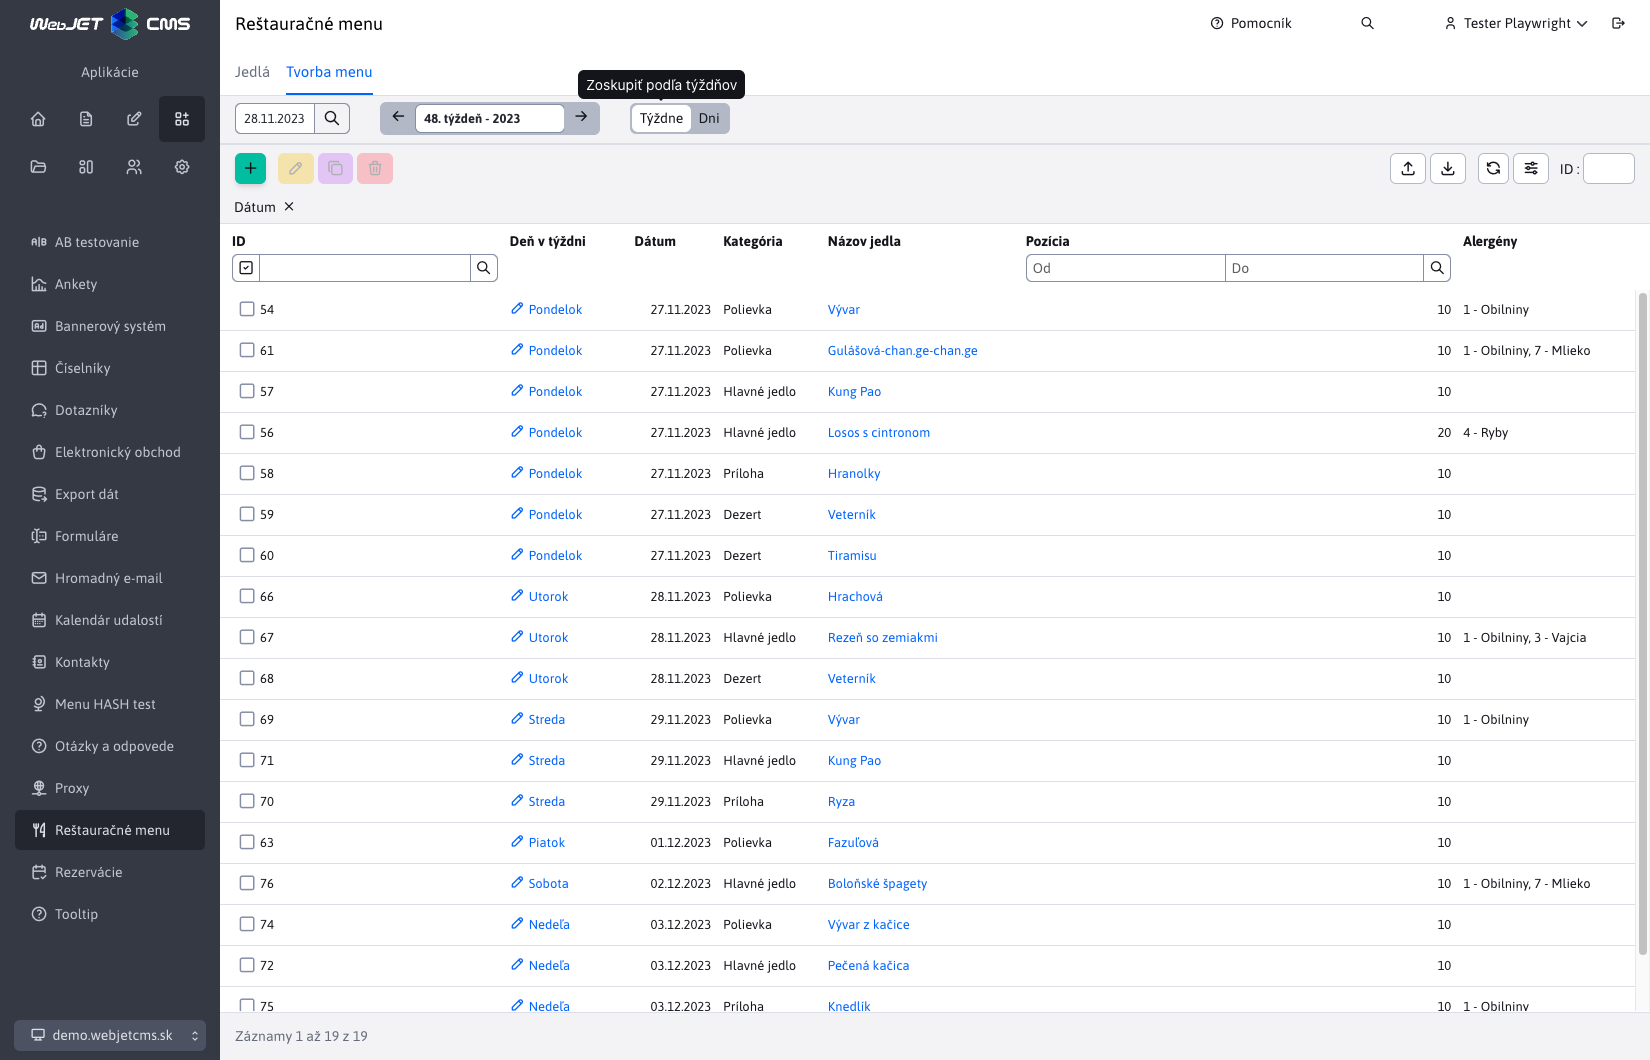 WebJET CMS
Reštauračné menu
Pomocník
Tester Playwright
Aplikácie
Jedlá
Tvorba menu
Zoskupiť podľa týždňov
28.11.2023
48. týždeň - 2023
Týždne
Dni
ID :
Dátum
AB testovanie
Ankety
Bannerový systém
Číselníky
Dotazníky
Elektronický obchod
Export dát
Formuláre
Hromadný e-mail
Kalendár udalostí
Kontakty
Menu HASH test
Otázky a odpovede
Proxy
Reštauračné menu
Rezervácie
Tooltip
demo.webjetcms.sk
ID Deň v týždni Dátum Kategória Názov jedla Pozícia Alergény
Od Do
54 Pondelok 27.11.2023 Polievka Vývar 10 1 - Obilniny
61 Pondelok 27.11.2023 Polievka Gulášová-chan.ge-chan.ge 10 1 - Obilniny, 7 - Mlieko
57 Pondelok 27.11.2023 Hlavné jedlo Kung Pao 10
56 Pondelok 27.11.2023 Hlavné jedlo Losos s cintronom 20 4 - Ryby
58 Pondelok 27.11.2023 Príloha Hranolky 10
59 Pondelok 27.11.2023 Dezert Veterník 10
60 Pondelok 27.11.2023 Dezert Tiramisu 10
66 Utorok 28.11.2023 Polievka Hrachová 10
67 Utorok 28.11.2023 Hlavné jedlo Rezeň so zemiakmi 10 1 - Obilniny, 3 - Vajcia
68 Utorok 28.11.2023 Dezert Veterník 10
69 Streda 29.11.2023 Polievka Vývar 10 1 - Obilniny
71 Streda 29.11.2023 Hlavné jedlo Kung Pao 10
70 Streda 29.11.2023 Príloha Ryza 10
63 Piatok 01.12.2023 Polievka Fazuľová 10
76 Sobota 02.12.2023 Hlavné jedlo Boloňské špagety 10 1 - Obilniny, 7 - Mlieko
74 Nedeľa 03.12.2023 Polievka Vývar z kačice 10
72 Nedeľa 03.12.2023 Hlavné jedlo Pečená kačica 10
75 Nedeľa 03.12.2023 Príloha Knedlík 10 1 - Obilniny
Záznamy 1 až 19 z 19